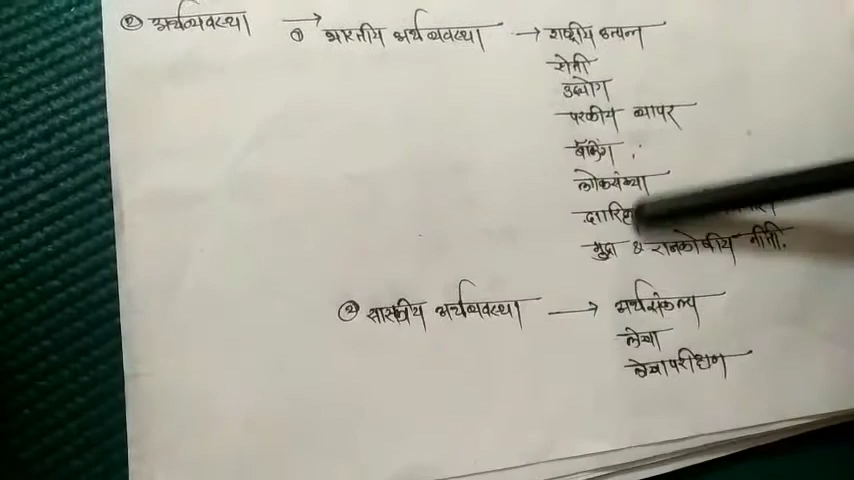 ② अर्थव्यवस्था → ① भारतीय अर्थव्यवस्था → राष्ट्रीय उत्पन्न
शेती
उद्योग
परकीय व्यापर
बँकिंग
लोकसंख्या
मुद्रा & राजकोषीय नीती.
② शासकीय अर्थव्यवस्था → अर्थसंकल्प
लेखा
लेखापरीक्षण